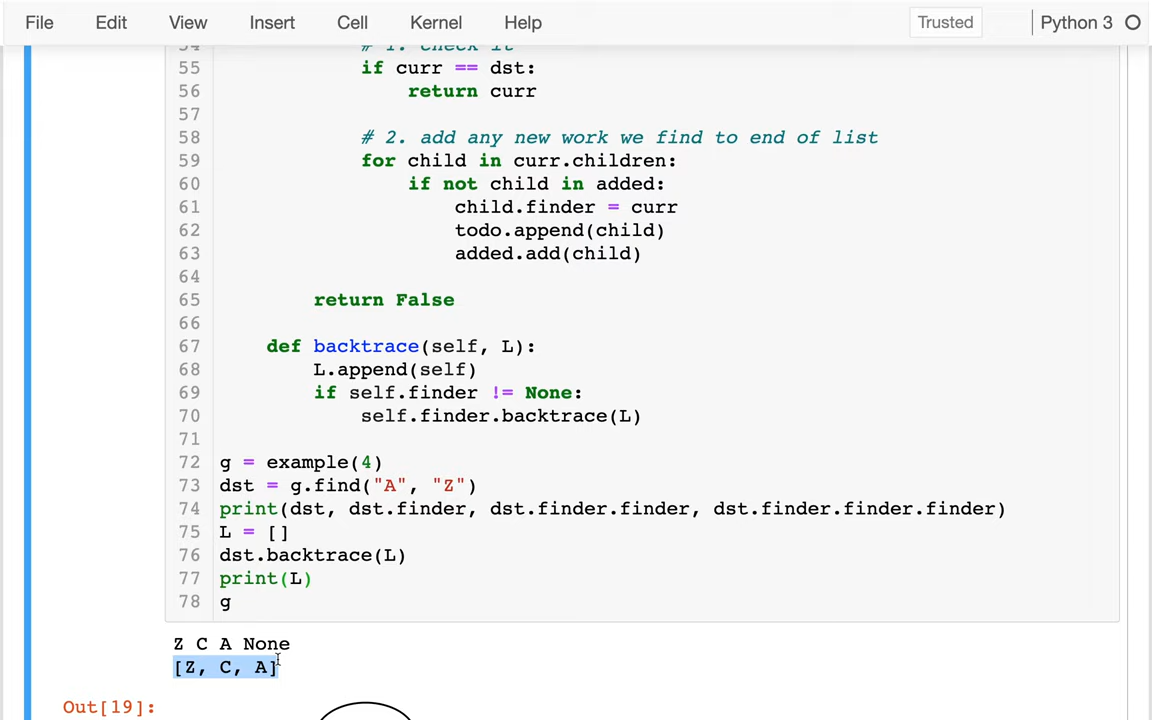 File Edit View Insert Cell Kernel Help Trusted Python 3
54 # 1. check it
55 if curr == dst:
56 return curr
57
58 # 2. add any new work we find to end of list
59 for child in curr.children:
60 if not child in added:
61 child.finder = curr
62 todo.append(child)
63 added.add(child)
64
65 return False
66
67 def backtrace(self, L):
68 L.append(self)
69 if self.finder != None:
70 self.finder.backtrace(L)
71
72 g = example(4)
73 dst = g.find("A", "Z")
74 print(dst, dst.finder, dst.finder.finder, dst.finder.finder.finder)
75 L = []
76 dst.backtrace(L)
77 print(L)
78 g
Z C A None
[Z, C, A]
Out[19]: